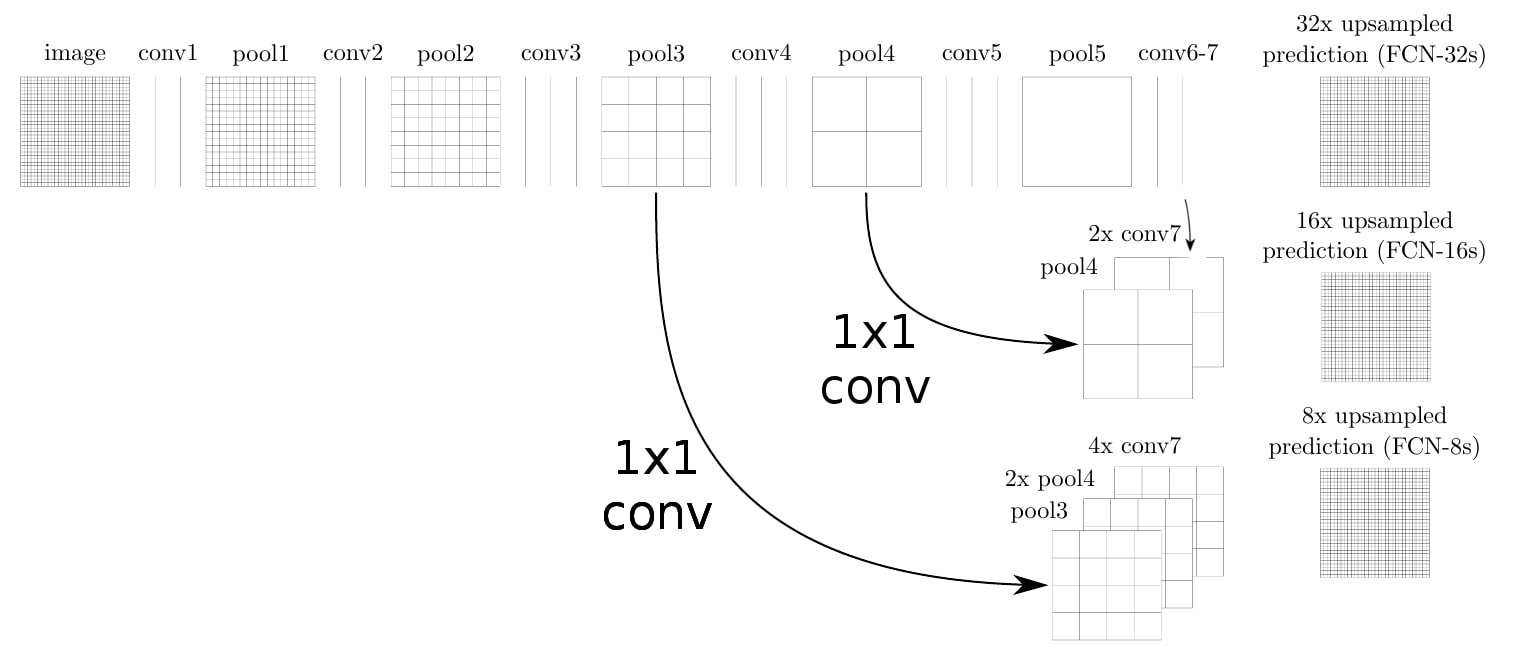 image
conv1
pool1
conv2
pool2
conv3
pool3
conv4
pool4
conv5
pool5
conv6-7
32x upsampled
prediction (FCN-32s)
16x upsampled
prediction (FCN-16s)
2x conv7
pool4
1x1
conv
8x upsampled
prediction (FCN-8s)
4x conv7
2x pool4
pool3
1x1
conv